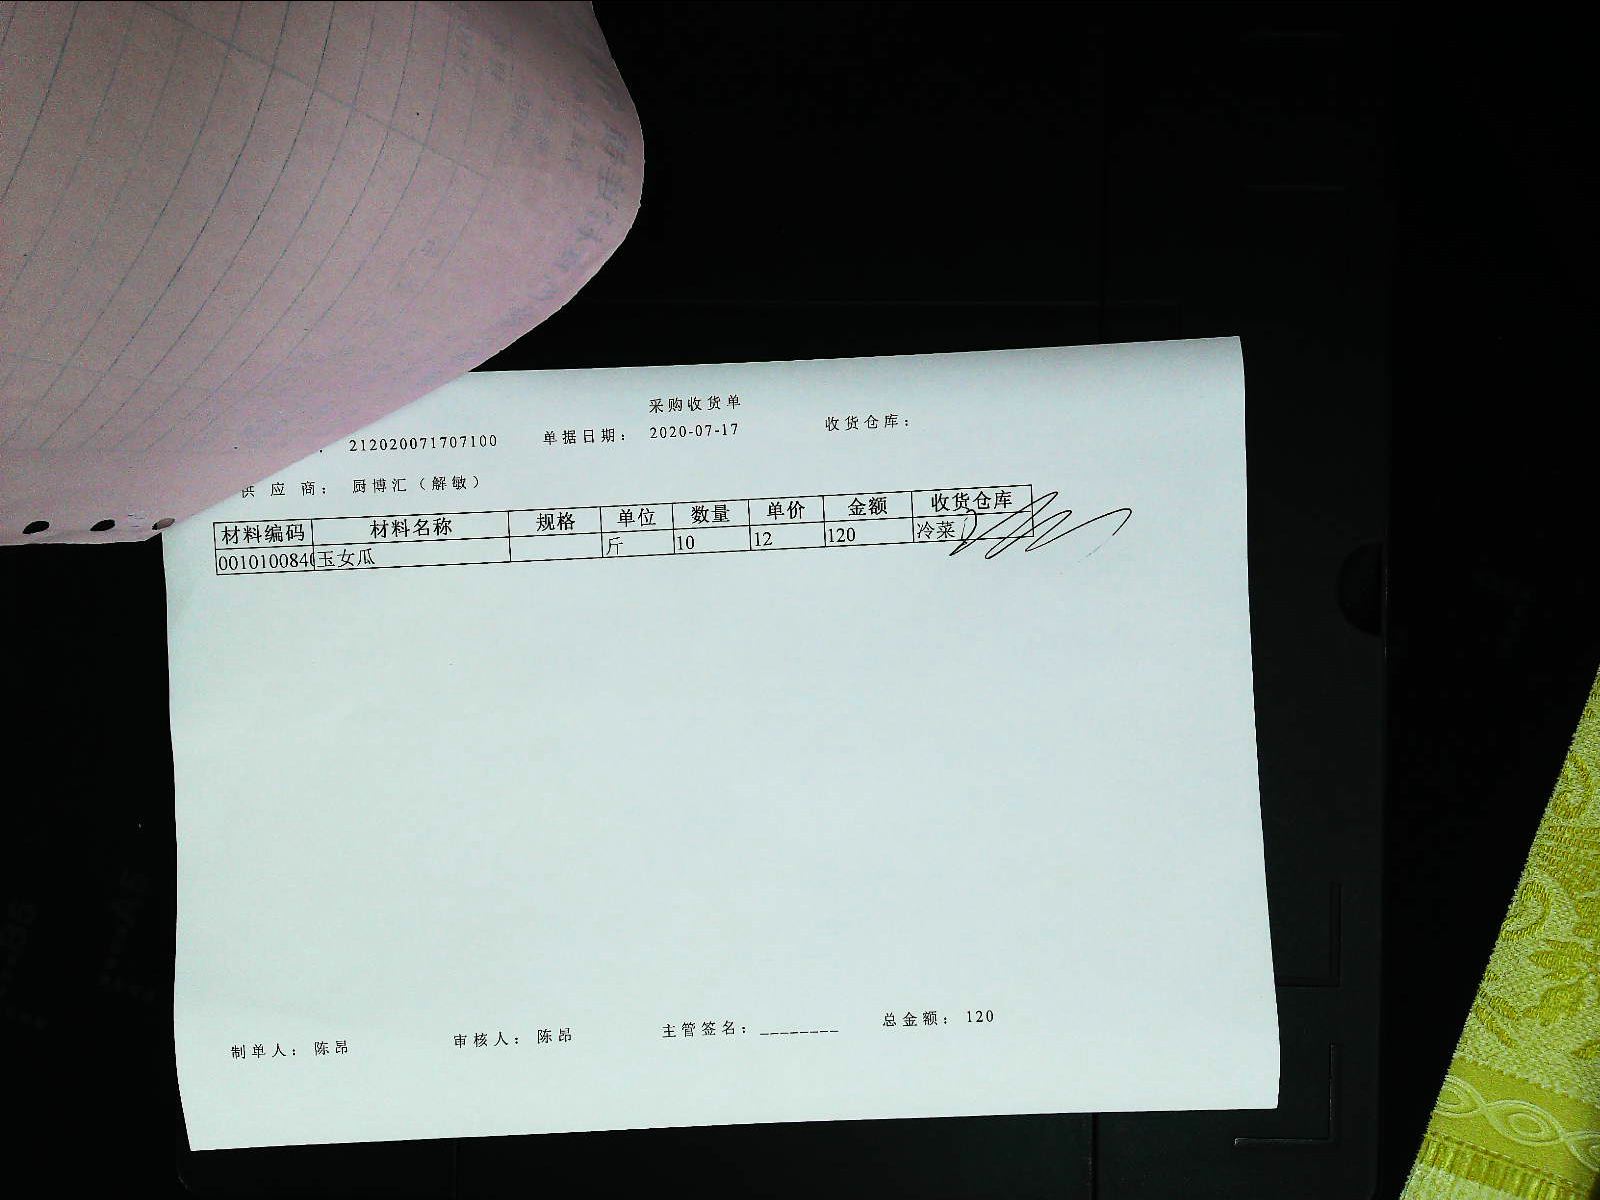 采购收货单
212020071707100 单据日期： 2020-07-17 收货仓库：
供 应 商： 厨博汇（解敏）
材料编码 材料名称 规格 单位 数量 单价 金额 收货仓库
0010100840 玉女瓜 斤 10 12 120 冷菜
制单人： 陈昂 审核人： 陈昂 主管签名：________ 总金额： 120